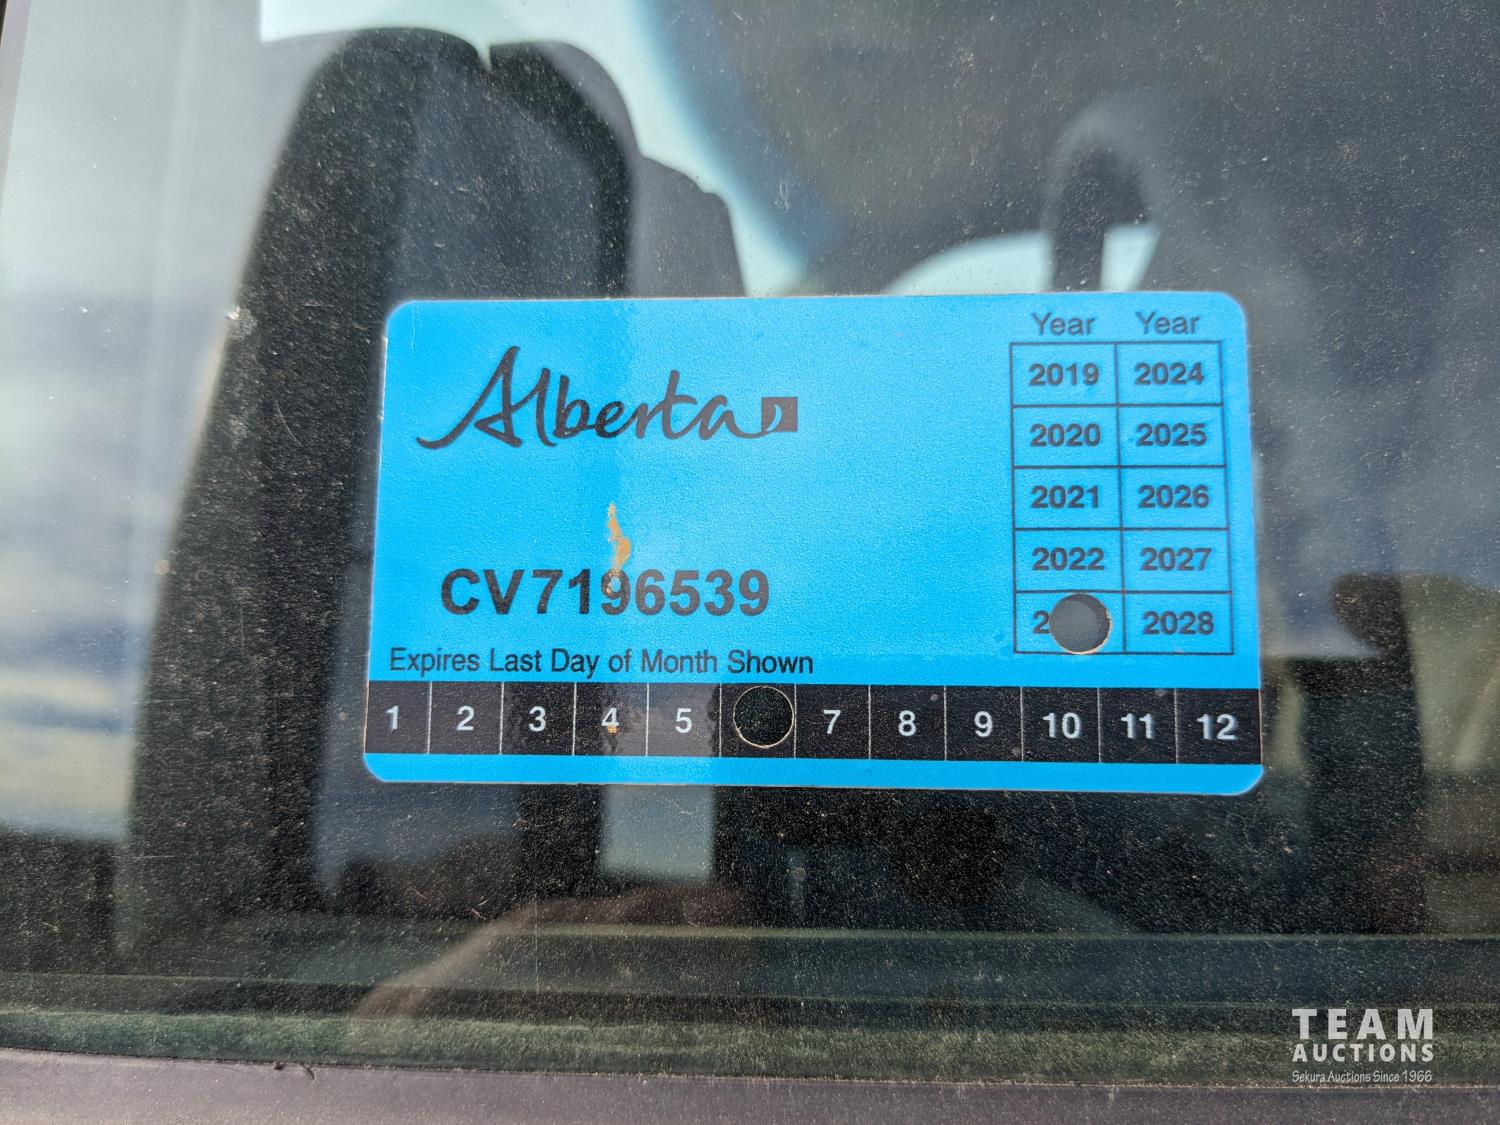 Year Year
Alberta
2019 2024
2020 2025
2021 2026
CV7196539
2022 2027
2 2028
Expires Last Day of Month Shown
1 2 3 4 5 7 8 9 10 11 12
TEAM
AUCTIONS
Sekura Auctions Since 1966